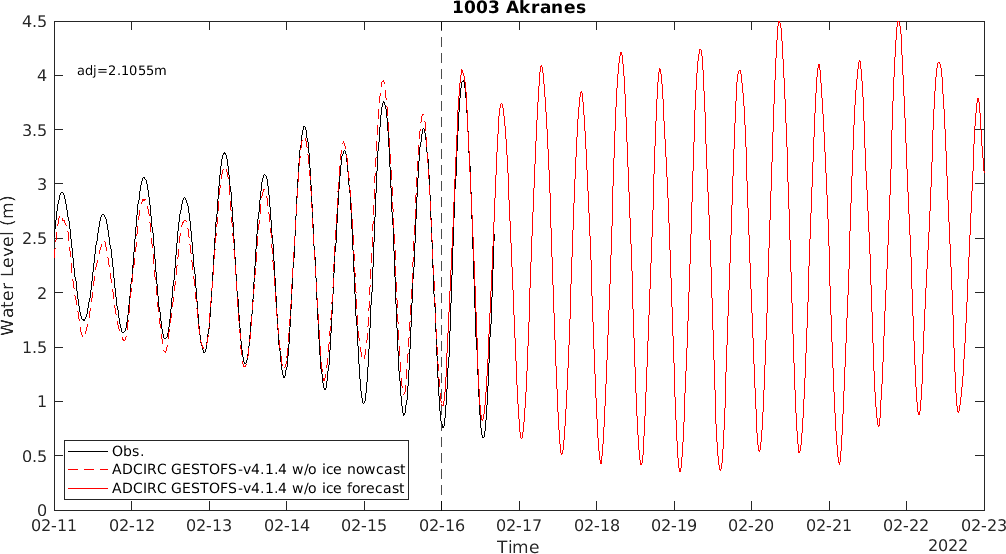 1003 Akranes
4.5
4
3.5
3
2.5
2
1.5
1
0.5
0
Water Level (m)
adj=2.1055m
Obs.
ADCIRC GESTOFS-v4.1.4 w/o ice nowcast
ADCIRC GESTOFS-v4.1.4 w/o ice forecast
02-11 02-12 02-13 02-14 02-15 02-16 02-17 02-18 02-19 02-20 02-21 02-22 02-23
Time
2022